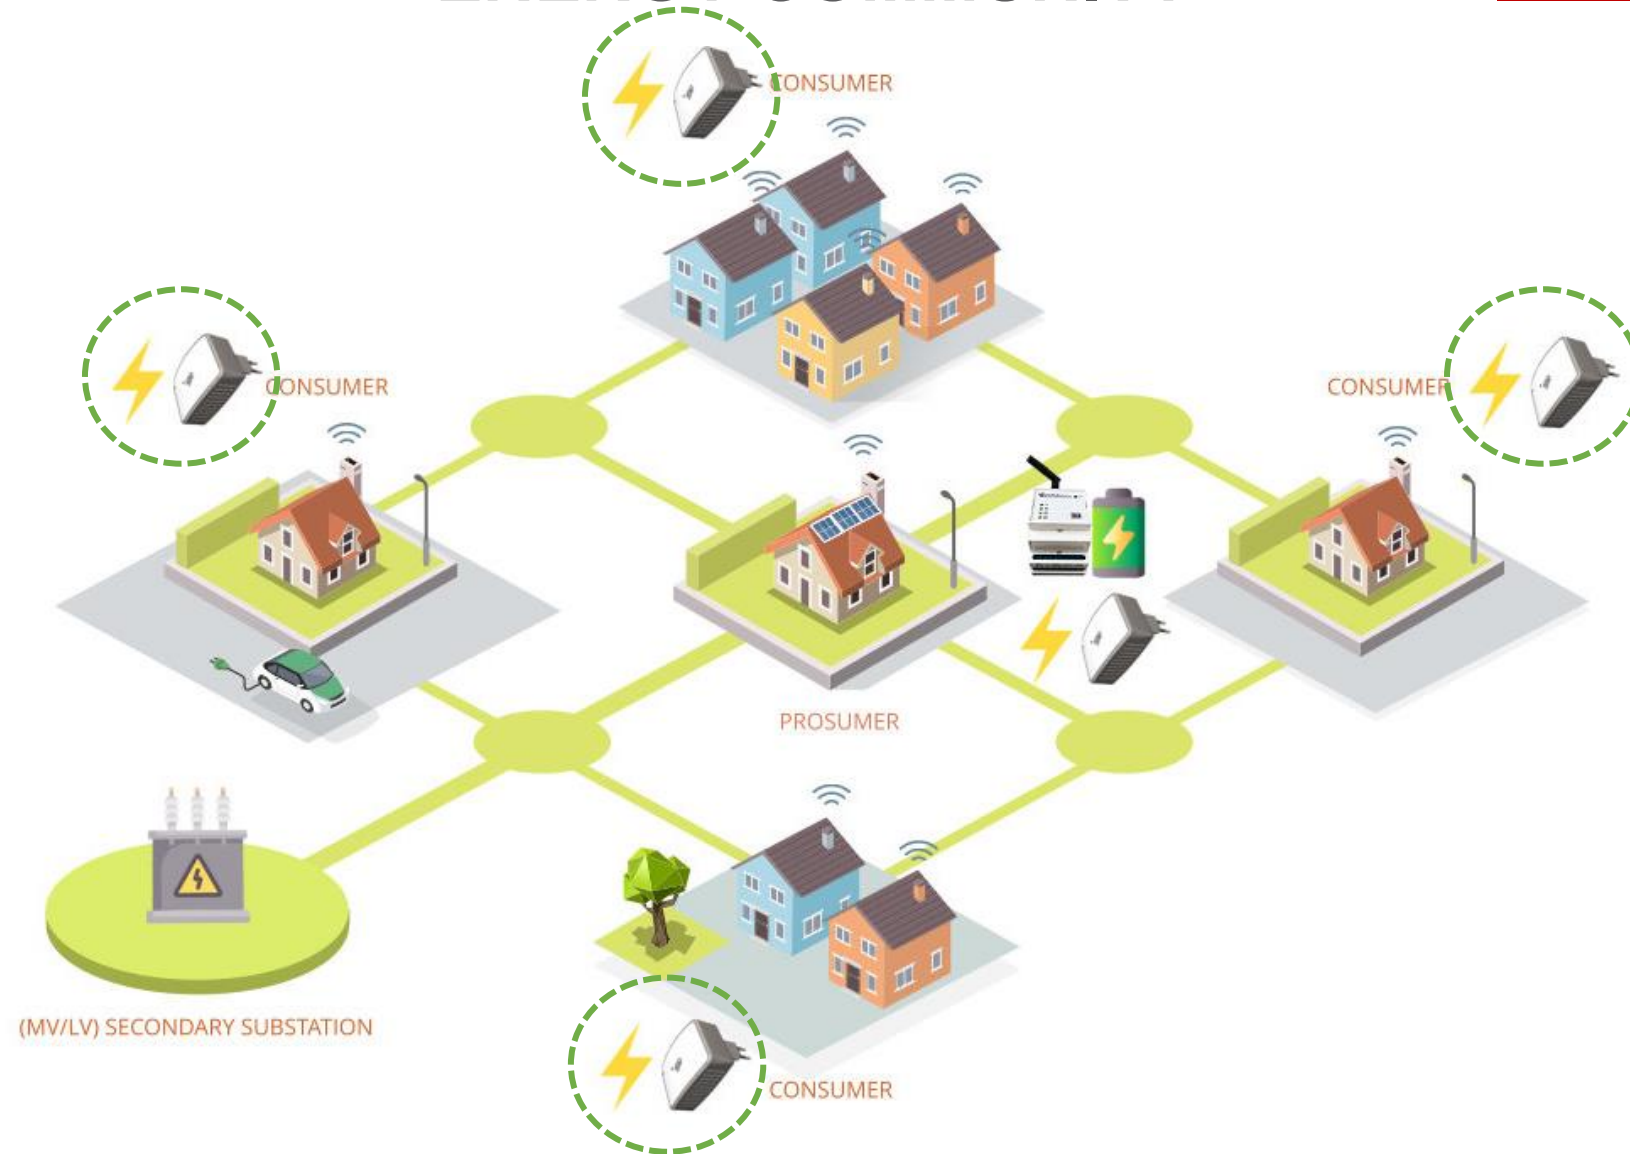 CONSUMER
CONSUMER
CONSUMER
PROSUMER
(MV/LV) SECONDARY SUBSTATION
CONSUMER